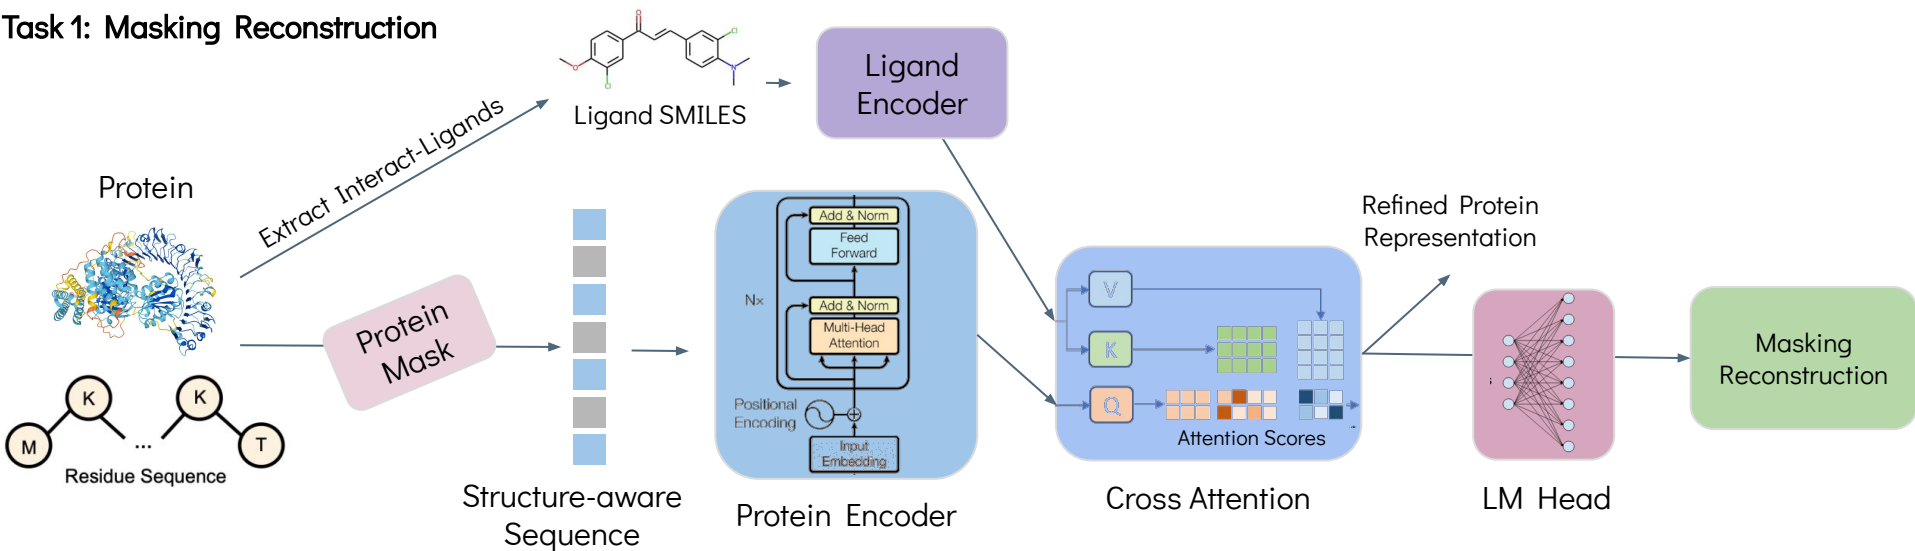 Task 1: Masking Reconstruction
O
Cl
O
Cl
N
Ligand SMILES
Ligand
Encoder
Extract Interact-Ligands
Protein
Protein
Mask
K
K
M
...
T
Residue Sequence
Structure-aware
Sequence
Add & Norm
Feed
Forward
N×
Add & Norm
Multi-Head
Attention
Positional
Encoding
Input
Embedding
Protein Encoder
V
K
Q
Attention Scores
Cross Attention
Refined Protein
Representation
LM Head
Masking
Reconstruction